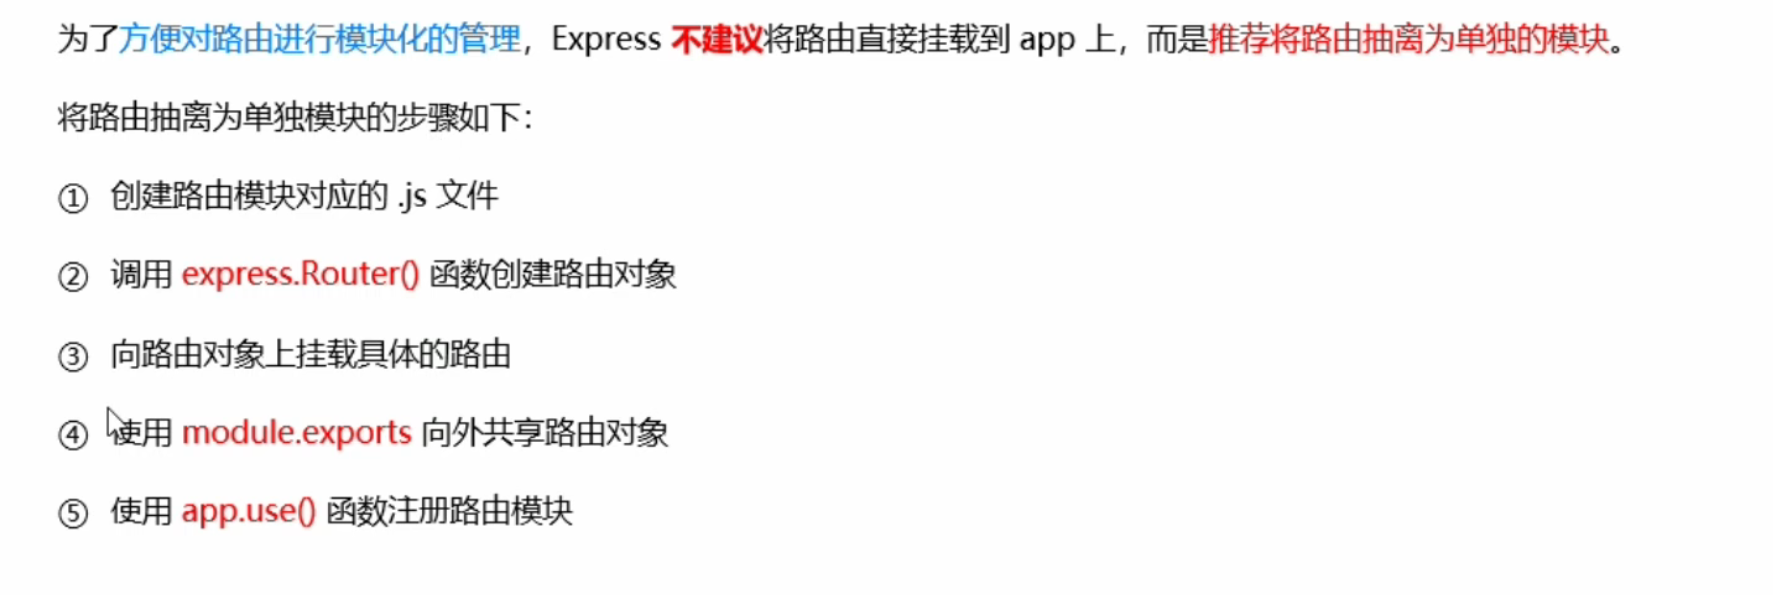 为了方便对路由进行模块化的管理，Express 不建议将路由直接挂载到 app 上，而是推荐将路由抽离为单独的模块。
将路由抽离为单独模块的步骤如下：
① 创建路由模块对应的 .js 文件
② 调用 express.Router() 函数创建路由对象
③ 向路由对象上挂载具体的路由
④ 使用 module.exports 向外共享路由对象
⑤ 使用 app.use() 函数注册路由模块